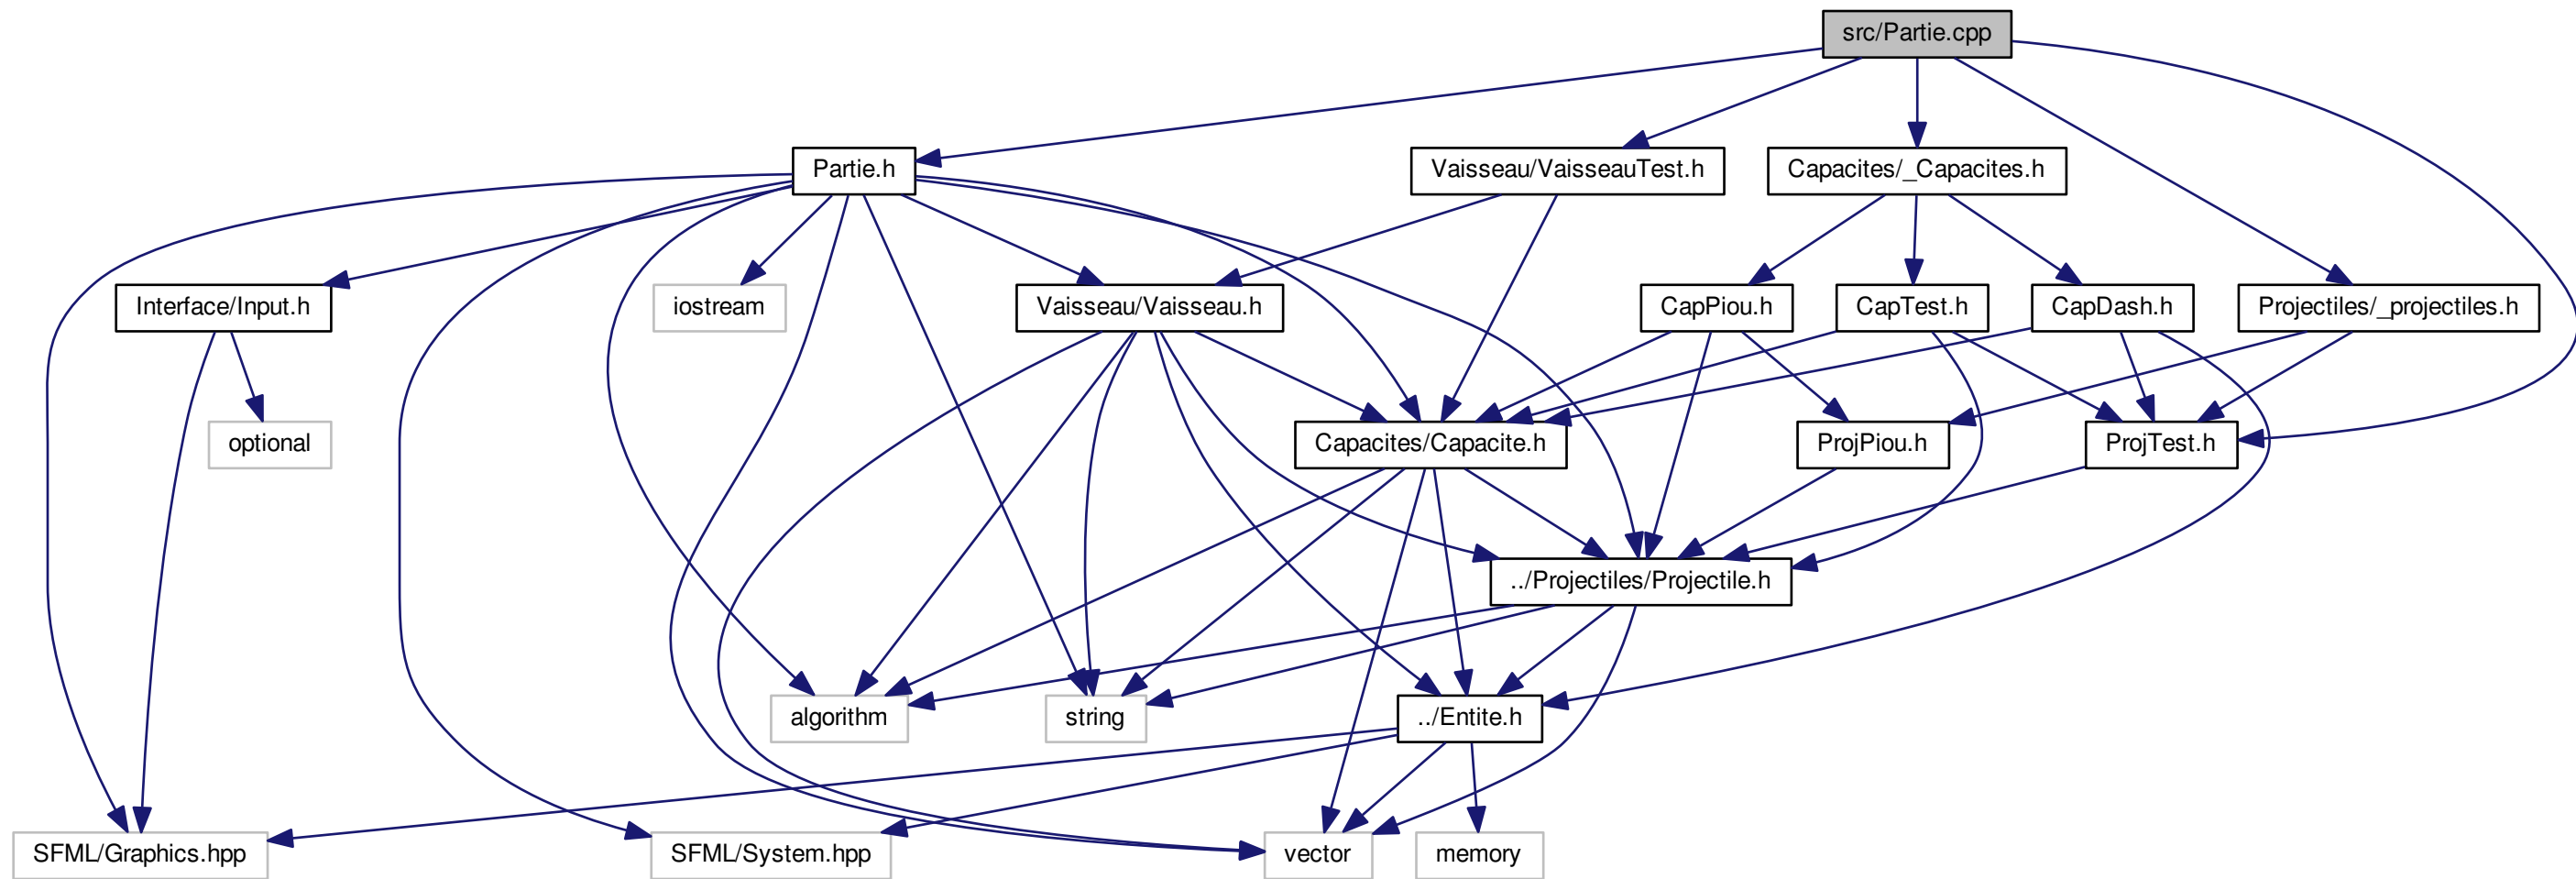 src/Partie.cpp
Partie.h
Vaisseau/VaisseauTest.h
Capacites/_Capacites.h
Interface/Input.h
iostream
Vaisseau/Vaisseau.h
CapPiou.h
CapTest.h
CapDash.h
Projectiles/_projectiles.h
optional
Capacites/Capacite.h
ProjPiou.h
ProjTest.h
../Projectiles/Projectile.h
algorithm
string
../Entite.h
SFML/Graphics.hpp
SFML/System.hpp
vector
memory